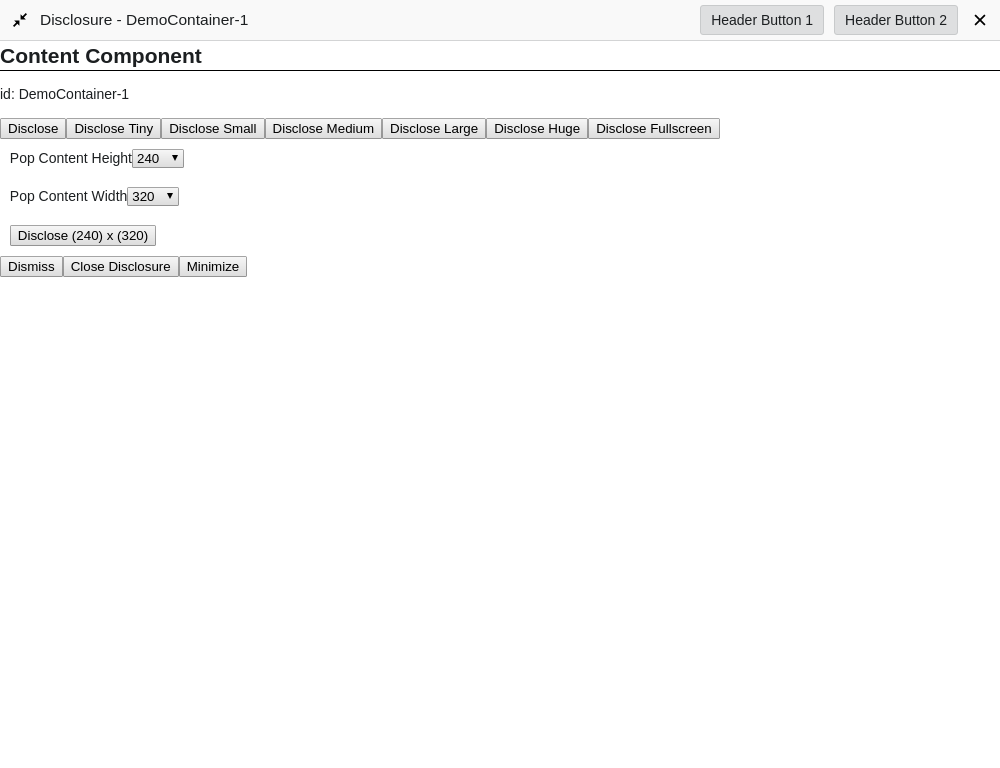 Disclosure - DemoContainer-1 Header Button 1 Header Button 2
Content Component
id: DemoContainer-1
Disclose Disclose Tiny Disclose Small Disclose Medium Disclose Large Disclose Huge Disclose Fullscreen
Pop Content Height 240
Pop Content Width 320
Disclose (240) x (320)
Dismiss Close Disclosure Minimize